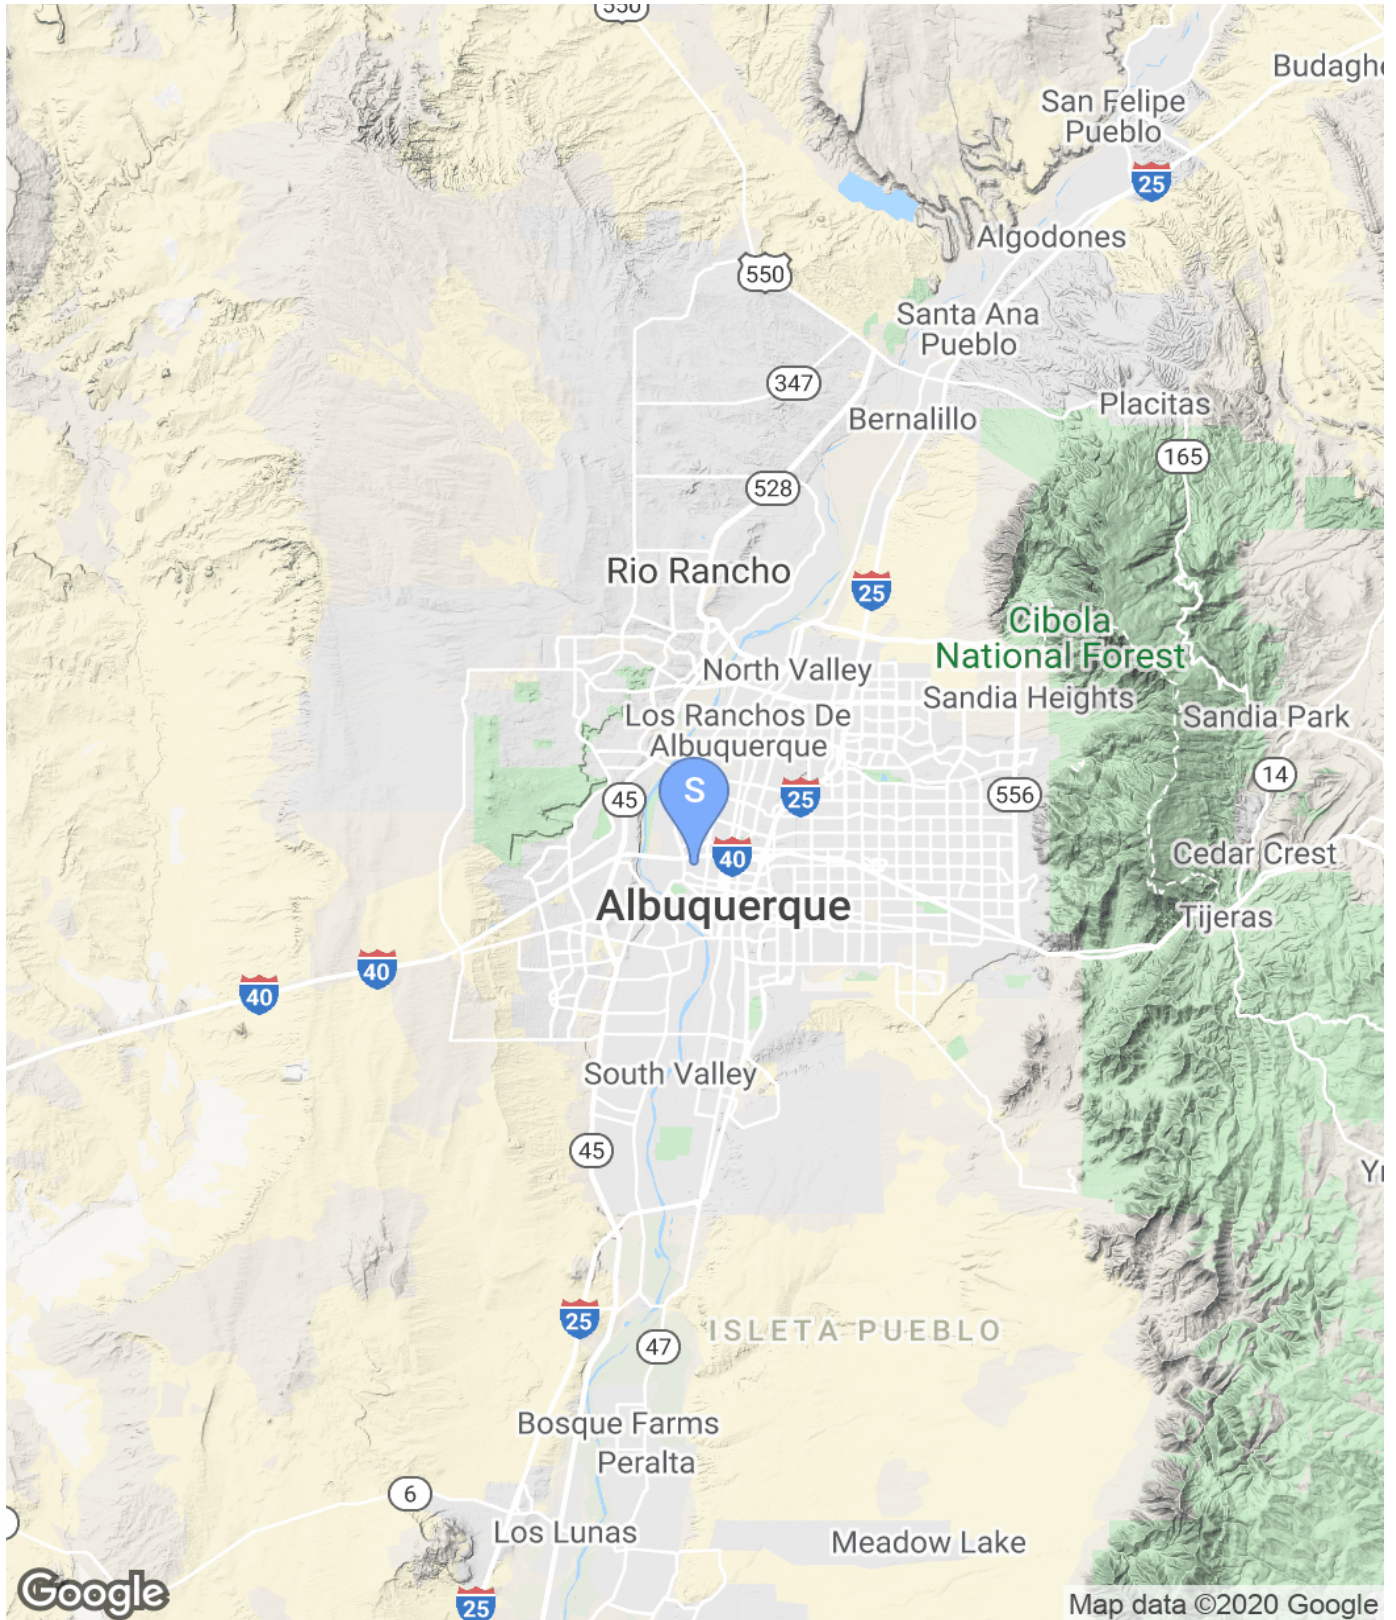 550
Budaghe
San Felipe
Pueblo
25
Algodones
550
Santa Ana
Pueblo
347
Bernalillo
Placitas
165
528
Rio Rancho
25
Cibola
National Forest
North Valley
Sandia Heights
Los Ranchos De
Albuquerque
Sandia Park
S
45
25
556
14
40
Cedar Crest
Albuquerque
Tijeras
40
40
South Valley
45
Yr
25
ISLETA PUEBLO
47
Bosque Farms
Peralta
6
Los Lunas
Meadow Lake
Google
25
Map data ©2020 Google